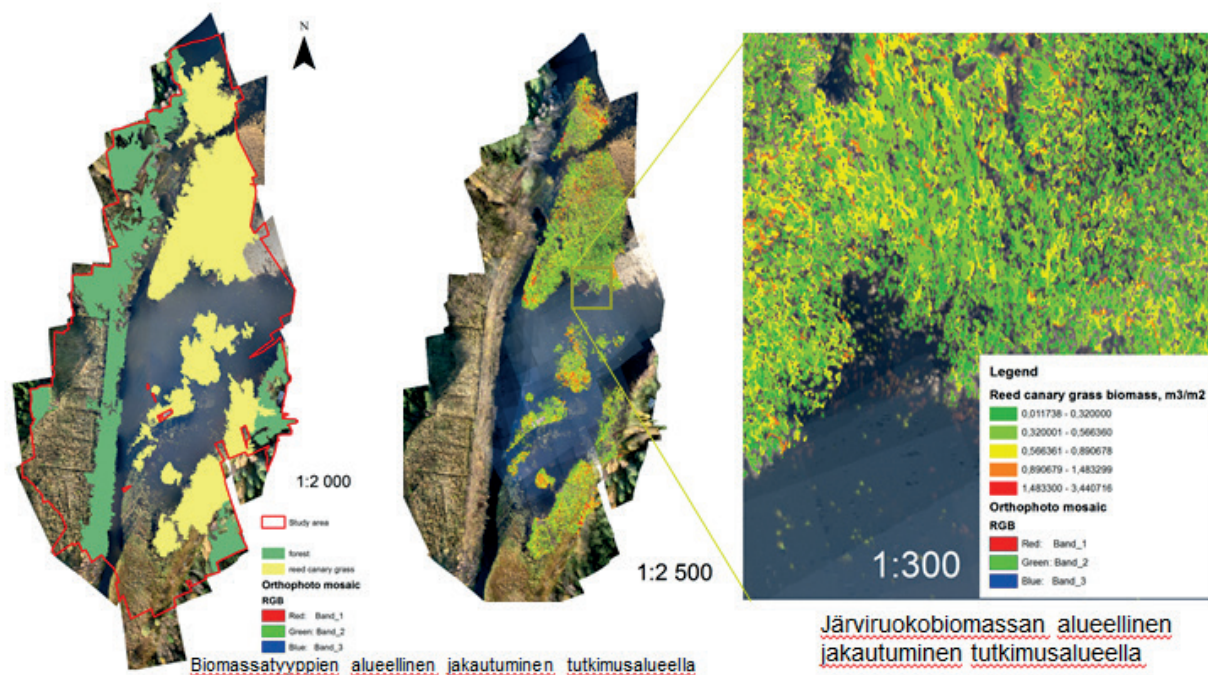 N
1:2 000
Study area
forest
reed canary grass
Orthophoto mosaic
RGB
Red: Band_1
Green: Band_2
Blue: Band_3
Biomassatyyppien alueellinen jakautuminen tutkimusalueella
1:2 500
1:300
Legend
Reed canary grass biomass, m3/m2
0,011738 - 0,320000
0,320001 - 0,566360
0,566361 - 0,890678
0,890679 - 1,483299
1,483300 - 3,440716
Orthophoto mosaic
RGB
Red: Band_1
Green: Band_2
Blue: Band_3
Järviruokobiomassan alueellinen
jakautuminen tutkimusalueella